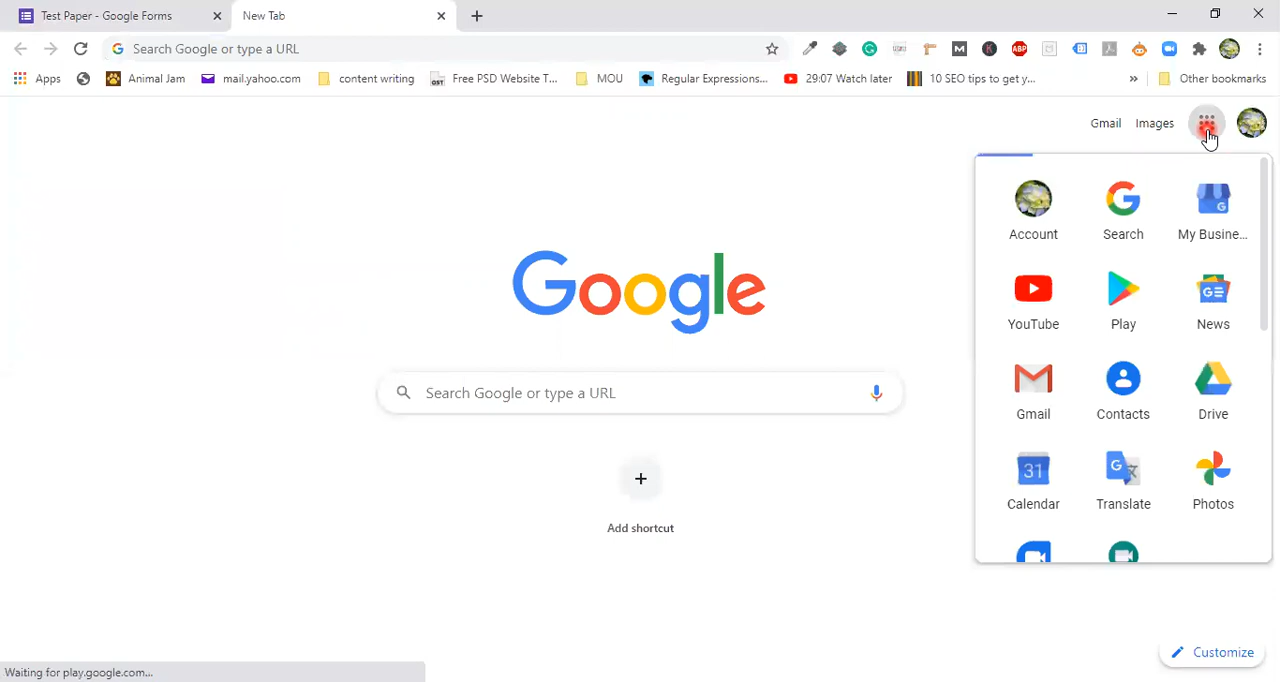 Test Paper - Google Forms
New Tab
Search Google or type a URL
Apps
Animal Jam
mail.yahoo.com
content writing
Free PSD Website T...
MOU
Regular Expressions...
29:07 Watch later
10 SEO tips to get y...
»
Other bookmarks
Gmail
Images
Account
Search
My Busine...
YouTube
Play
News
Gmail
Contacts
Drive
31
Calendar
Translate
Photos
Google
Search Google or type a URL
Add shortcut
Customize
Waiting for play.google.com...